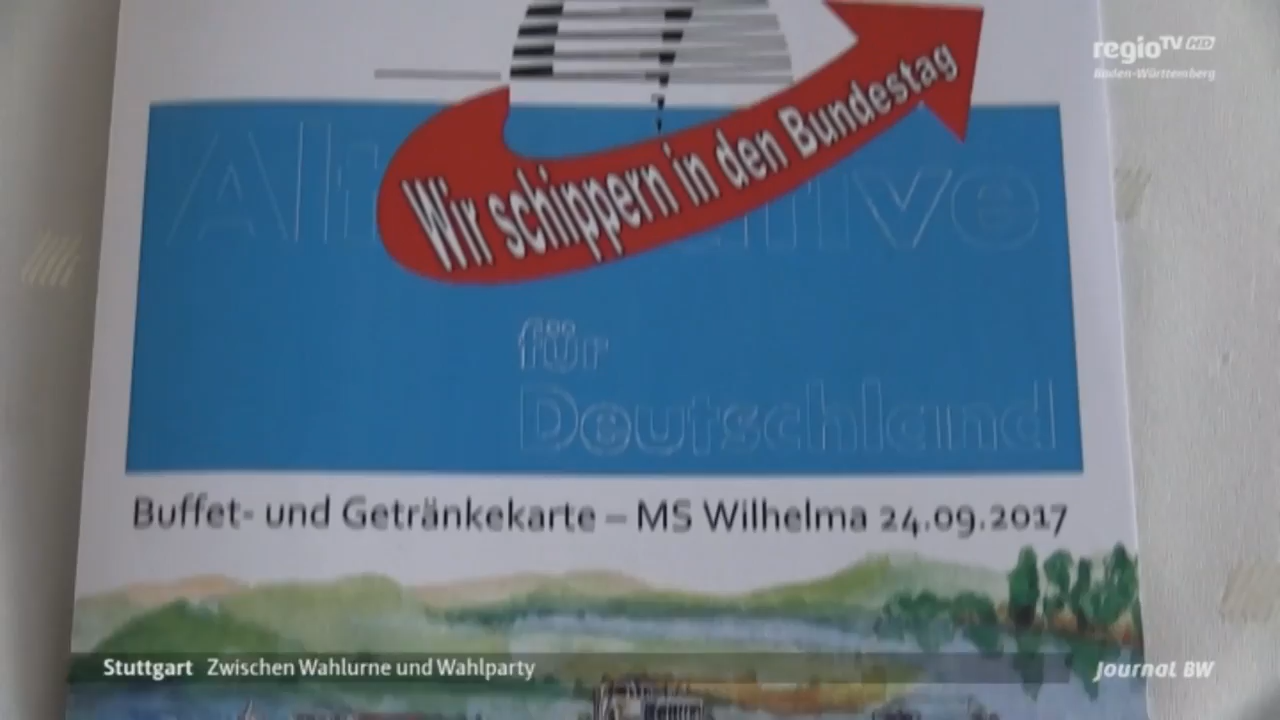 regioTV HD
Baden-Württemberg
Wir schippern in den Bundestag
Alternative
für
Deutschland
Buffet- und Getränkekarte – MS Wilhelma 24.09.2017
Stuttgart Zwischen Wahlurne und Wahlparty
Journal BW